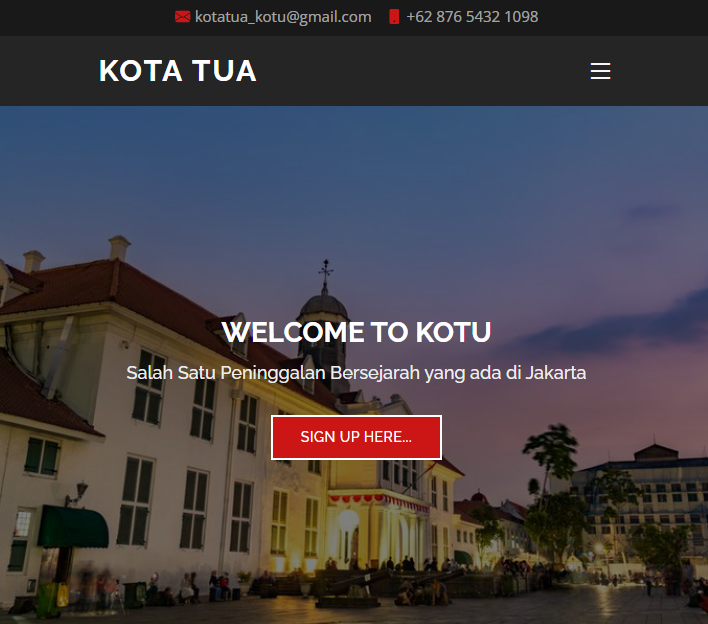 kotatua_kotu@gmail.com +62 876 5432 1098
KOTA TUA
WELCOME TO KOTU
Salah Satu Peninggalan Bersejarah yang ada di Jakarta
SIGN UP HERE...